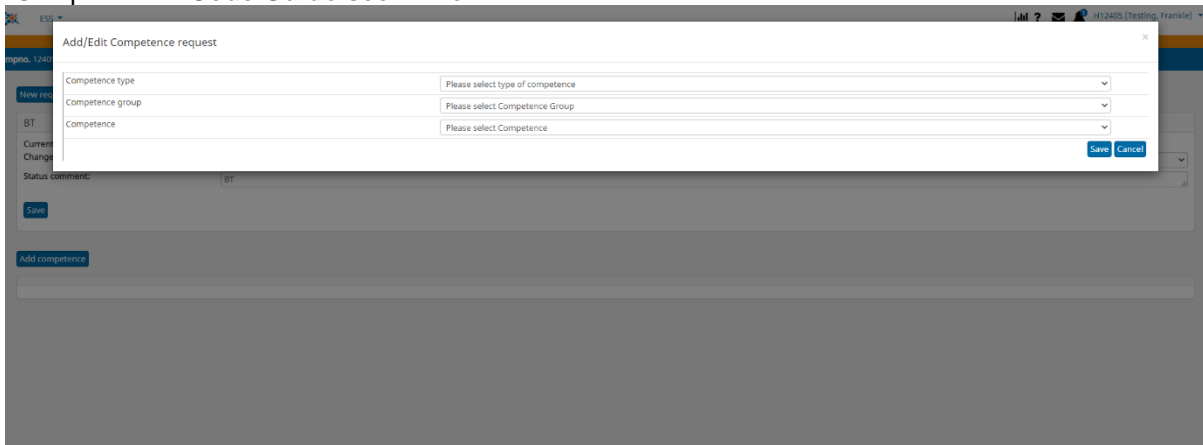 ESS
? H12405 (Testing, Frankle)
Add/Edit Competence request ×
mpno. 1240
Competence type Please select type of competence
New req
Competence group Please select Competence Group
BT
Competence Please select Competence
Current
Save Cancel
Change
Status comment: BT
Save
Add competence